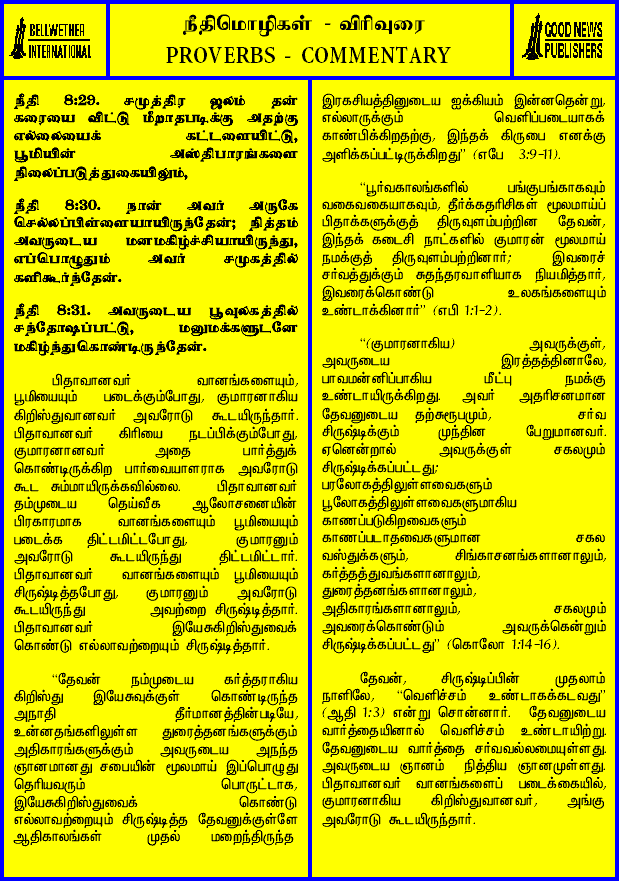 BELLWETHER
INTERNATIONAL
நீதிமொழிகள் - விரிவுரை
PROVERBS - COMMENTARY
GOOD NEWS
PUBLISHERS
நீதி 8:29. சமுத்திர ஜலம் தன்
கரையை விட்டு மீறாதபடிக்கு அதற்கு
எல்லையைக் கட்டளையிட்டு,
பூமியின் அஸ்திபாரங்களை
நிலைப்படுத்துகையிலும்,
நீதி 8:30. நான் அவர் அருகே
செல்லப்பிள்ளையாயிருந்தேன்; நித்தம்
அவருடைய மனமகிழ்ச்சியாயிருந்து,
எப்பொழுதும் அவர் சமுகத்தில்
களிகூர்ந்தேன்.
நீதி 8:31. அவருடைய பூவுலகத்தில்
சந்தோஷப்பட்டு, மனுமக்களுடனே
மகிழ்ந்துகொண்டிருந்தேன்.
பிதாவானவர் வானங்களையும்,
பூமியையும் படைக்கும்போது, குமாரனாகிய
கிறிஸ்துவானவர் அவரோடு கூடயிருந்தார்.
பிதாவானவர் கிரியை நடப்பிக்கும்போது,
குமாரனானவர் அதை பார்த்துக்
கொண்டிருக்கிற பார்வையாளராக அவரோடு
கூட சும்மாயிருக்கவில்லை. பிதாவானவர்
தம்முடைய தெய்வீக ஆலோசனையின்
பிரகாரமாக வானங்களையும் பூமியையும்
படைக்க திட்டமிட்டபோது, குமாரனும்
அவரோடு கூடயிருந்து திட்டமிட்டார்.
பிதாவானவர் வானங்களையும் பூமியையும்
சிருஷ்டித்தபோது, குமாரனும் அவரோடு
கூடயிருந்து அவற்றை சிருஷ்டித்தார்.
பிதாவானவர் இயேசுகிறிஸ்துவைக்
கொண்டு எல்லாவற்றையும் சிருஷ்டித்தார்.
“தேவன் நம்முடைய கர்த்தராகிய
கிறிஸ்து இயேசுவுக்குள் கொண்டிருந்த
அநாதி தீர்மானத்தின்படியே,
உன்னதங்களிலுள்ள துரைத்தனங்களுக்கும்
அதிகாரங்களுக்கும் அவருடைய அநந்த
ஞானமானது சபையின் மூலமாய் இப்பொழுது
தெரியவரும் பொருட்டாக,
இயேசுகிறிஸ்துவைக் கொண்டு
எல்லாவற்றையும் சிருஷ்டித்த தேவனுக்குள்ளே
ஆதிகாலங்கள் முதல் மறைந்திருந்த
இரகசியத்தினுடைய ஐக்கியம் இன்னதென்று,
எல்லாருக்கும் வெளிப்படையாகக்
காண்பிக்கிறதற்கு, இந்தக் கிருபை எனக்கு
அளிக்கப்பட்டிருக்கிறது” (எபே 3:9-11).
“பூர்வகாலங்களில் பங்குபங்காகவும்
வகைவகையாகவும், தீர்க்கதரிசிகள் மூலமாய்ப்
பிதாக்களுக்குத் திருவுளம்பற்றின தேவன்,
இந்தக் கடைசி நாட்களில் குமாரன் மூலமாய்
நமக்குத் திருவுளம்பற்றினார்; இவரைச்
சர்வத்துக்கும் சுதந்தரவாளியாக நியமித்தார்,
இவரைக்கொண்டு உலகங்களையும்
உண்டாக்கினார்” (எபி 1:1-2).
“(குமாரனாகிய) அவருக்குள்,
அவருடைய இரத்தத்தினாலே,
பாவமன்னிப்பாகிய மீட்பு நமக்கு
உண்டாயிருக்கிறது. அவர் அதரிசனமான
தேவனுடைய தற்சுரூபமும், சர்வ
சிருஷ்டிக்கும் முந்தின பேறுமானவர்.
ஏனென்றால் அவருக்குள் சகலமும்
சிருஷ்டிக்கப்பட்டது;
பரலோகத்திலுள்ளவைகளும்
பூலோகத்திலுள்ளவைகளுமாகிய
காணப்படுகிறவைகளும்
காணப்படாதவைகளுமான சகல
வஸ்துக்களும், சிங்காசனங்களானாலும்,
கர்த்தத்துவங்களானாலும்,
துரைத்தனங்களானாலும்,
அதிகாரங்களானாலும், சகலமும்
அவரைக்கொண்டும் அவருக்கென்றும்
சிருஷ்டிக்கப்பட்டது” (கொலோ 1:14-16).
தேவன், சிருஷ்டிப்பின் முதலாம்
நாளிலே, “வெளிச்சம் உண்டாகக்கடவது”
(ஆதி 1:3) என்று சொன்னார். தேவனுடைய
வார்த்தையினால் வெளிச்சம் உண்டாயிற்று.
தேவனுடைய வார்த்தை சர்வவல்லமையுள்ளது.
அவருடைய ஞானம் நித்திய ஞானமுள்ளது.
பிதாவானவர் வானங்களைப் படைக்கையில்,
குமாரனாகிய கிறிஸ்துவானவர், அங்கு
அவரோடு கூடயிருந்தார்.